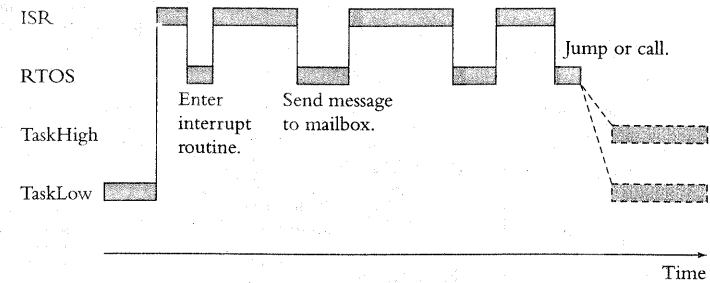 ISR
Jump or call.
RTOS
Enter
interrupt
routine.
Send message
to mailbox.
TaskHigh
TaskLow
Time